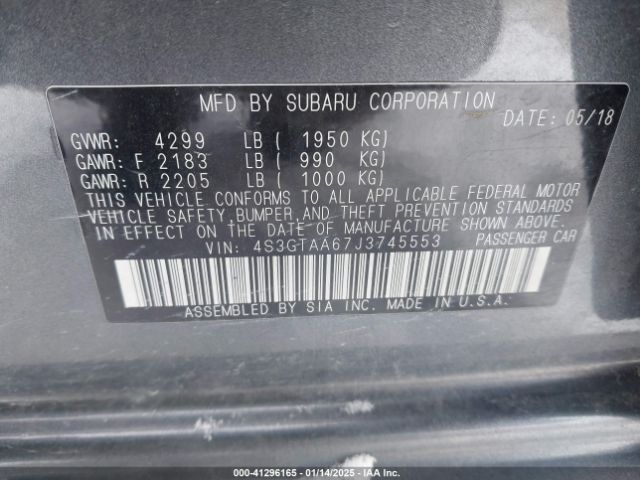 MFD BY SUBARU CORPORATION
DATE: 05/18
GVWR: 4299 LB ( 1950 KG)
GAWR: F 2183 LB ( 990 KG)
GAWR: R 2205 LB ( 1000 KG)
THIS VEHICLE CONFORMS TO ALL APPLICABLE FEDERAL MOTOR
VEHICLE SAFETY, BUMPER, AND THEFT PREVENTION STANDARDS
IN EFFECT ON THE DATE OF MANUFACTURE SHOWN ABOVE.
VIN: 4S3GTAA67J3745553 PASSENGER CAR
ASSEMBLED BY SIA INC. MADE IN U.S.A.
000-41296165 - 01/14/2025 - IAA Inc.